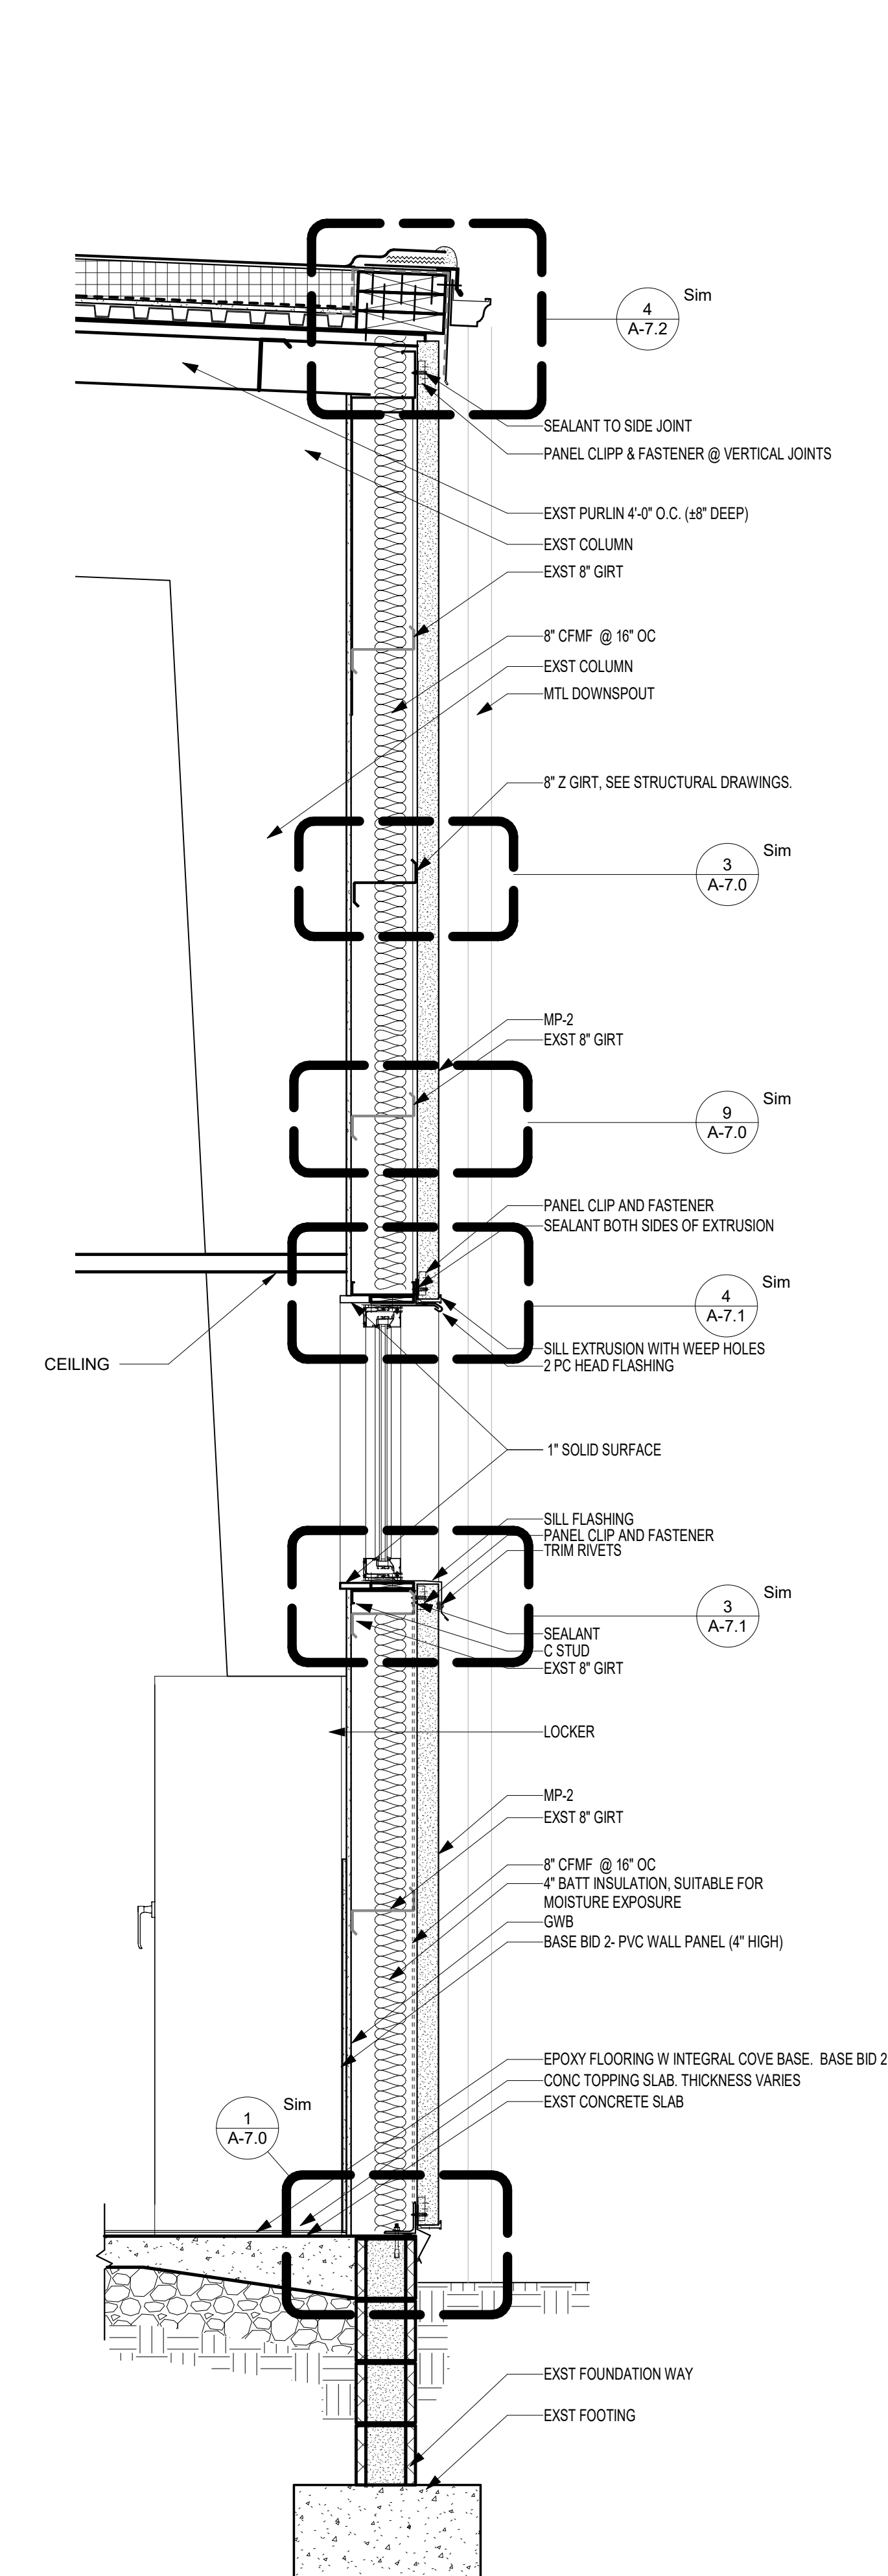 Sim
4
A-7.2
SEALANT TO SIDE JOINT
PANEL CLIPP & FASTENER @ VERTICAL JOINTS
EXST PURLIN 4'-0" O.C. (±8" DEEP)
EXST COLUMN
EXST 8" GIRT
8" CFMF @ 16" OC
EXST COLUMN
MTL DOWNSPOUT
8" Z GIRT, SEE STRUCTURAL DRAWINGS.
Sim
3
A-7.0
MP-2
EXST 8" GIRT
Sim
9
A-7.0
PANEL CLIP AND FASTENER
SEALANT BOTH SIDES OF EXTRUSION
Sim
4
A-7.1
SILL EXTRUSION WITH WEEP HOLES
2 PC HEAD FLASHING
CEILING
1" SOLID SURFACE
SILL FLASHING
PANEL CLIP AND FASTENER
TRIM RIVETS
Sim
3
A-7.1
SEALANT
C STUD
EXST 8" GIRT
LOCKER
MP-2
EXST 8" GIRT
8" CFMF @ 16" OC
4" BATT INSULATION, SUITABLE FOR
MOISTURE EXPOSURE
GWB
BASE BID 2- PVC WALL PANEL (4" HIGH)
EPOXY FLOORING W INTEGRAL COVE BASE. BASE BID 2
CONC TOPPING SLAB. THICKNESS VARIES
EXST CONCRETE SLAB
Sim
1
A-7.0
EXST FOUNDATION WAY
EXST FOOTING